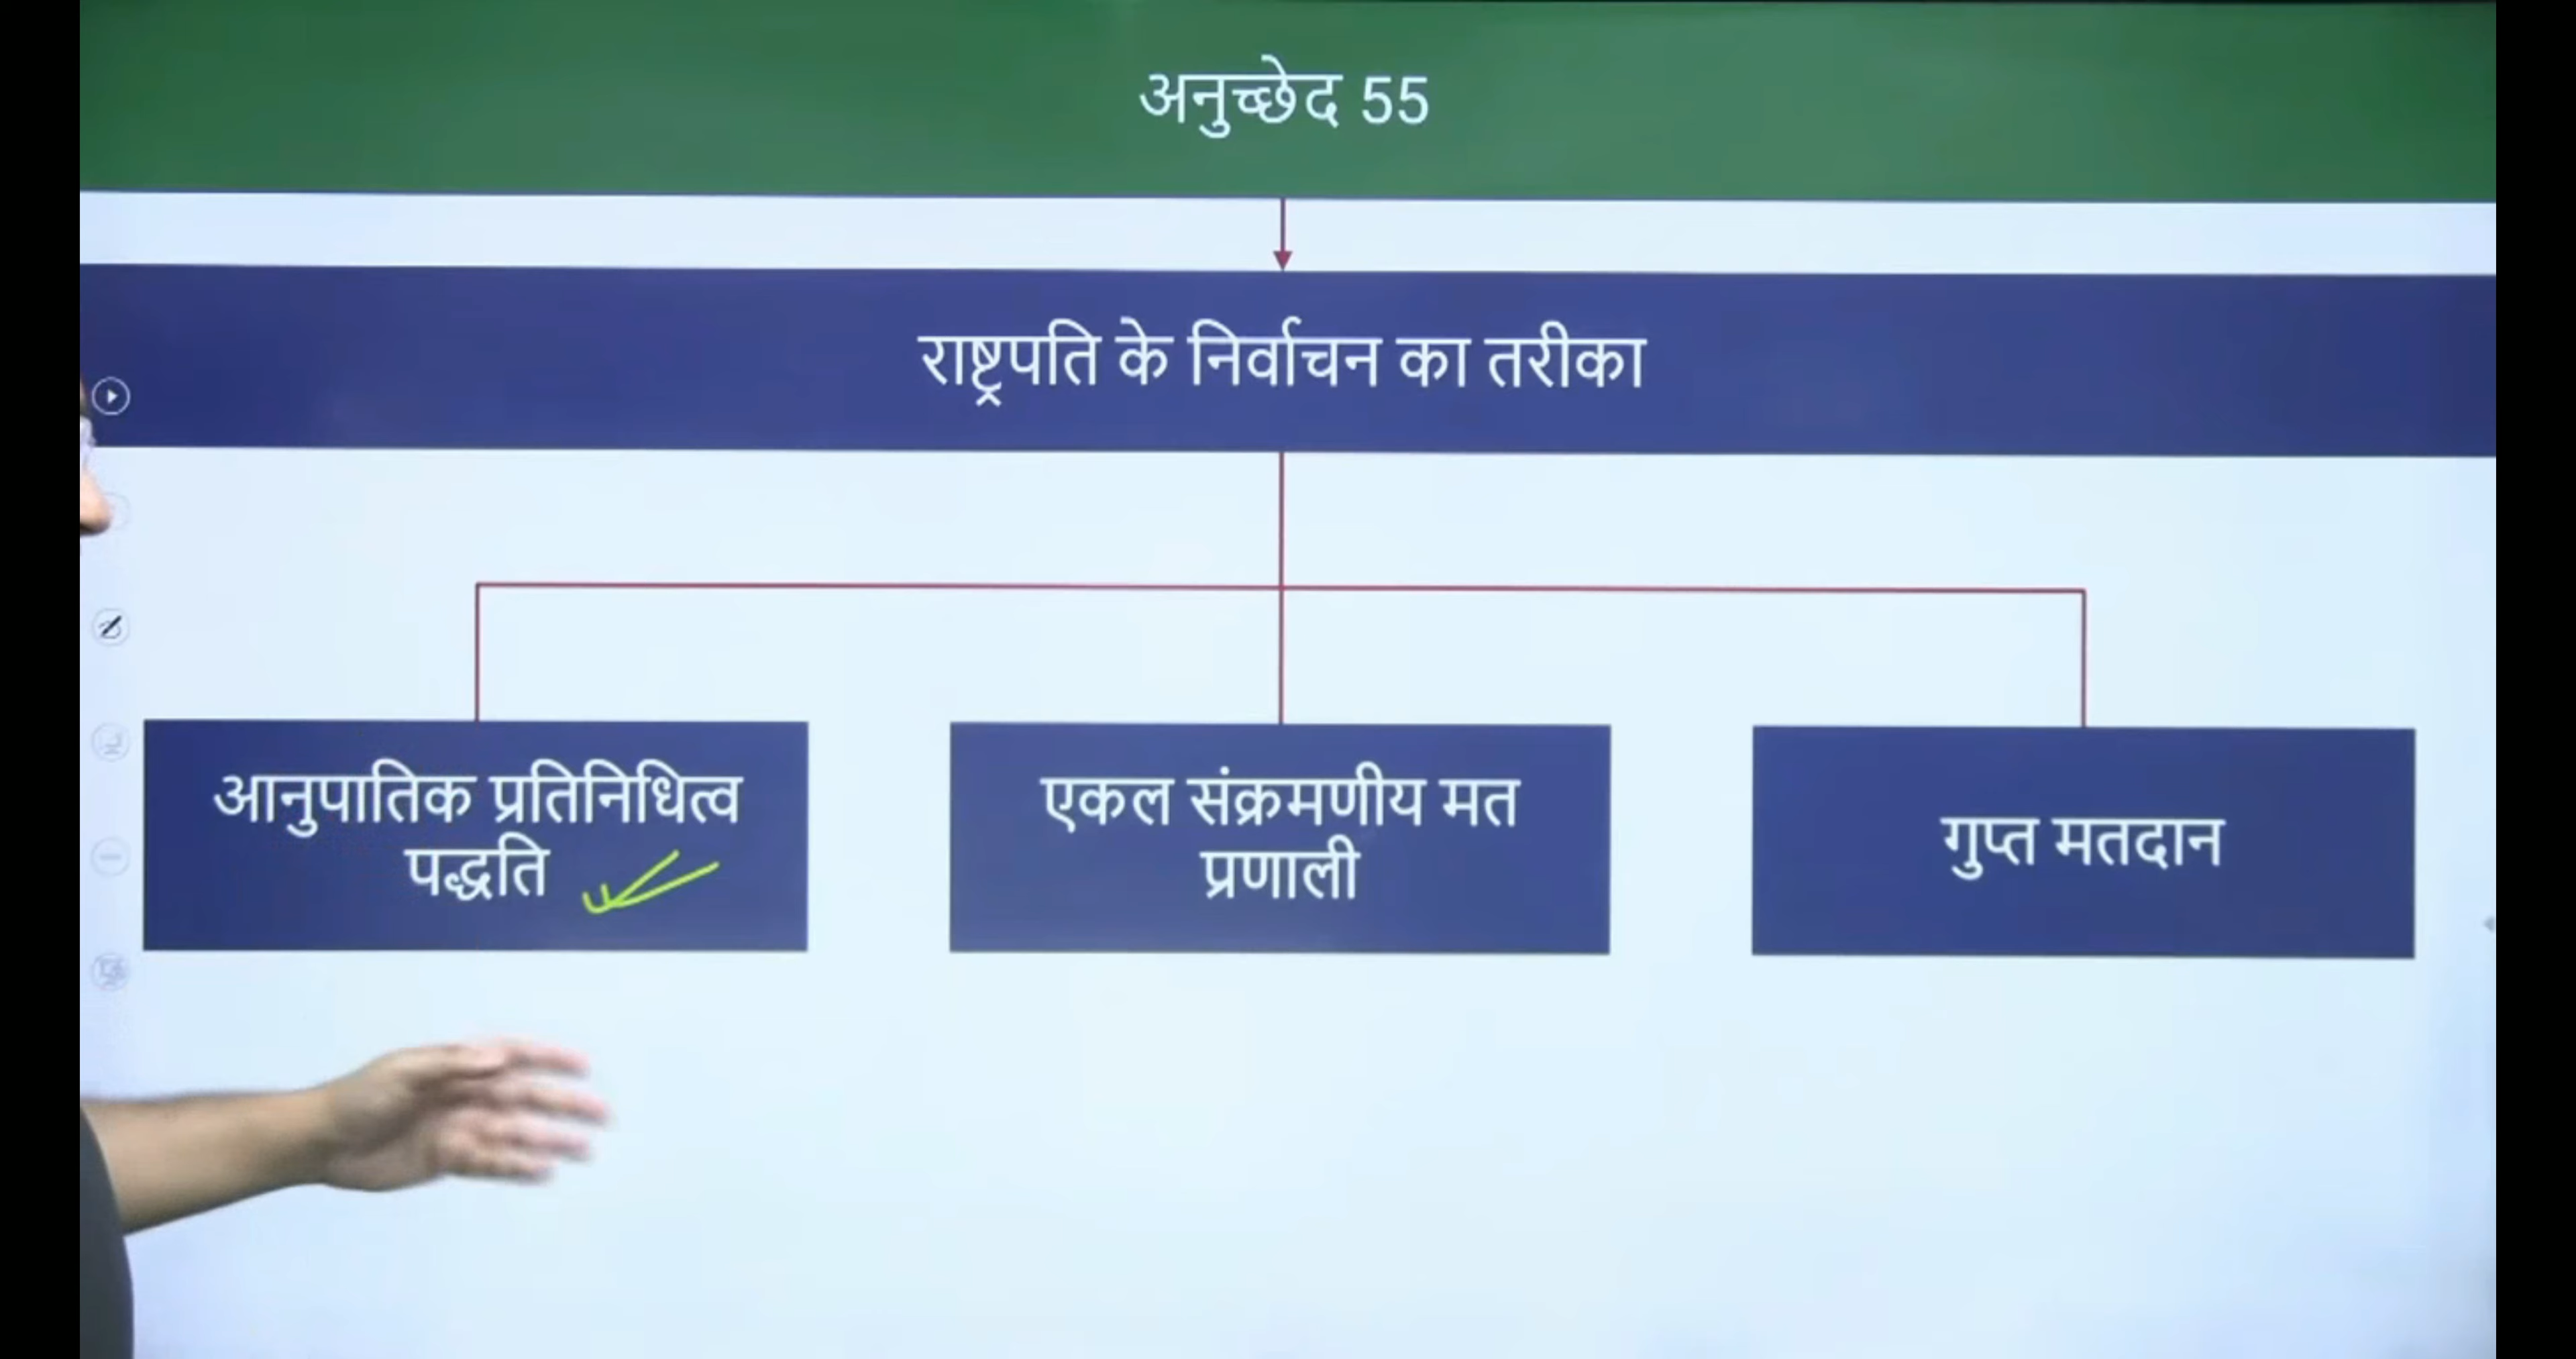 अनुच्छेद 55
राष्ट्रपति के निर्वाचन का तरीका
आनुपातिक प्रतिनिधित्व
पद्धति
एकल संक्रमणीय मत
प्रणाली
गुप्त मतदान